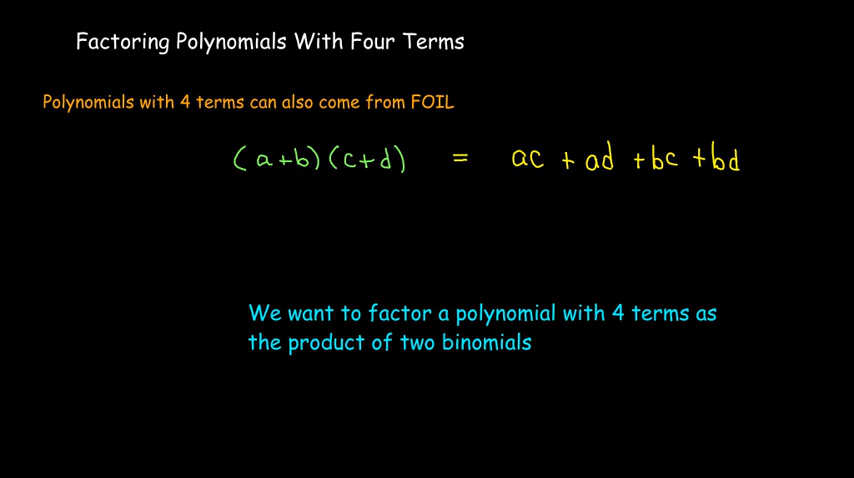 Factoring Polynomials With Four Terms
Polynomials with 4 terms can also come from FOIL
(a+b)(c+d) = ac + ad + bc + bd
We want to factor a polynomial with 4 terms as
the product of two binomials